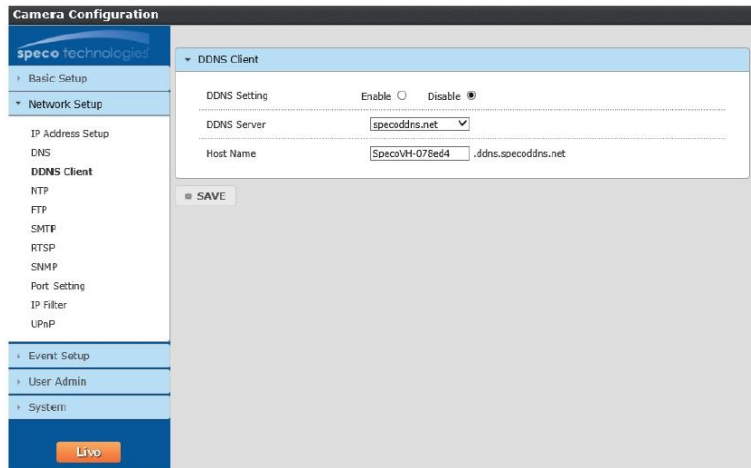 Camera Configuration
speco technologies
Basic Setup
Network Setup
IP Address Setup
DNS
DDNS Client
NTP
FTP
SMTP
RTSP
SNMP
Port Setting
IP Filter
UPnP
Event Setup
User Admin
System
Live
DDNS Client
DDNS Setting Enable Disable
DDNS Server specoddns.net
Host Name SpecoVH-078ed4 .ddns.specoddns.net
SAVE